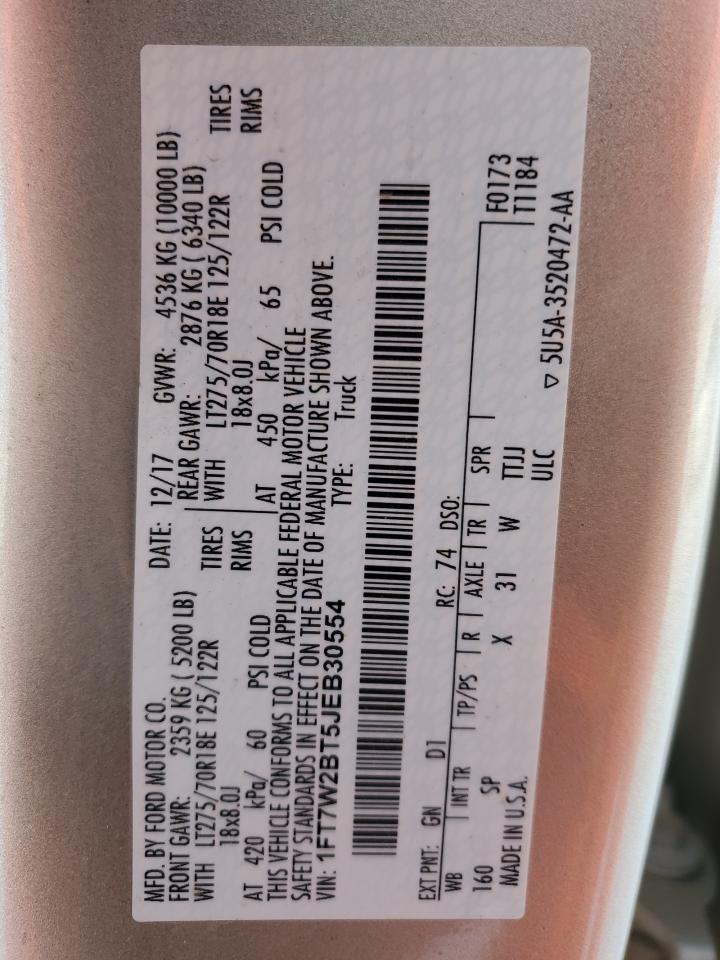 MFD. BY FORD MOTOR CO. DATE: 12/17 GVWR: 4536 KG (10000 LB)
FRONT GAWR: 2359 KG ( 5200 LB) REAR GAWR: 2876 KG ( 6340 LB)
WITH LT275/70R18E 125/122R TIRES WITH LT275/70R18E 125/122R TIRES
18x8.0J RIMS 18x8.0J RIMS
AT 420 kPa/ 60 PSI COLD AT 450 kPa/ 65 PSI COLD
THIS VEHICLE CONFORMS TO ALL APPLICABLE FEDERAL MOTOR VEHICLE
SAFETY STANDARDS IN EFFECT ON THE DATE OF MANUFACTURE SHOWN ABOVE.
VIN: 1FT7W2BT5JEB30554 TYPE: Truck
EXT PNT: GN D1 RC: 74 DSO:
WB INT TR TP/PS R AXLE TR SPR F0173
160 SP X 31 W TTJJ T1184
MADE IN U.S.A. ULC ▽ 5U5A-3520472-AA